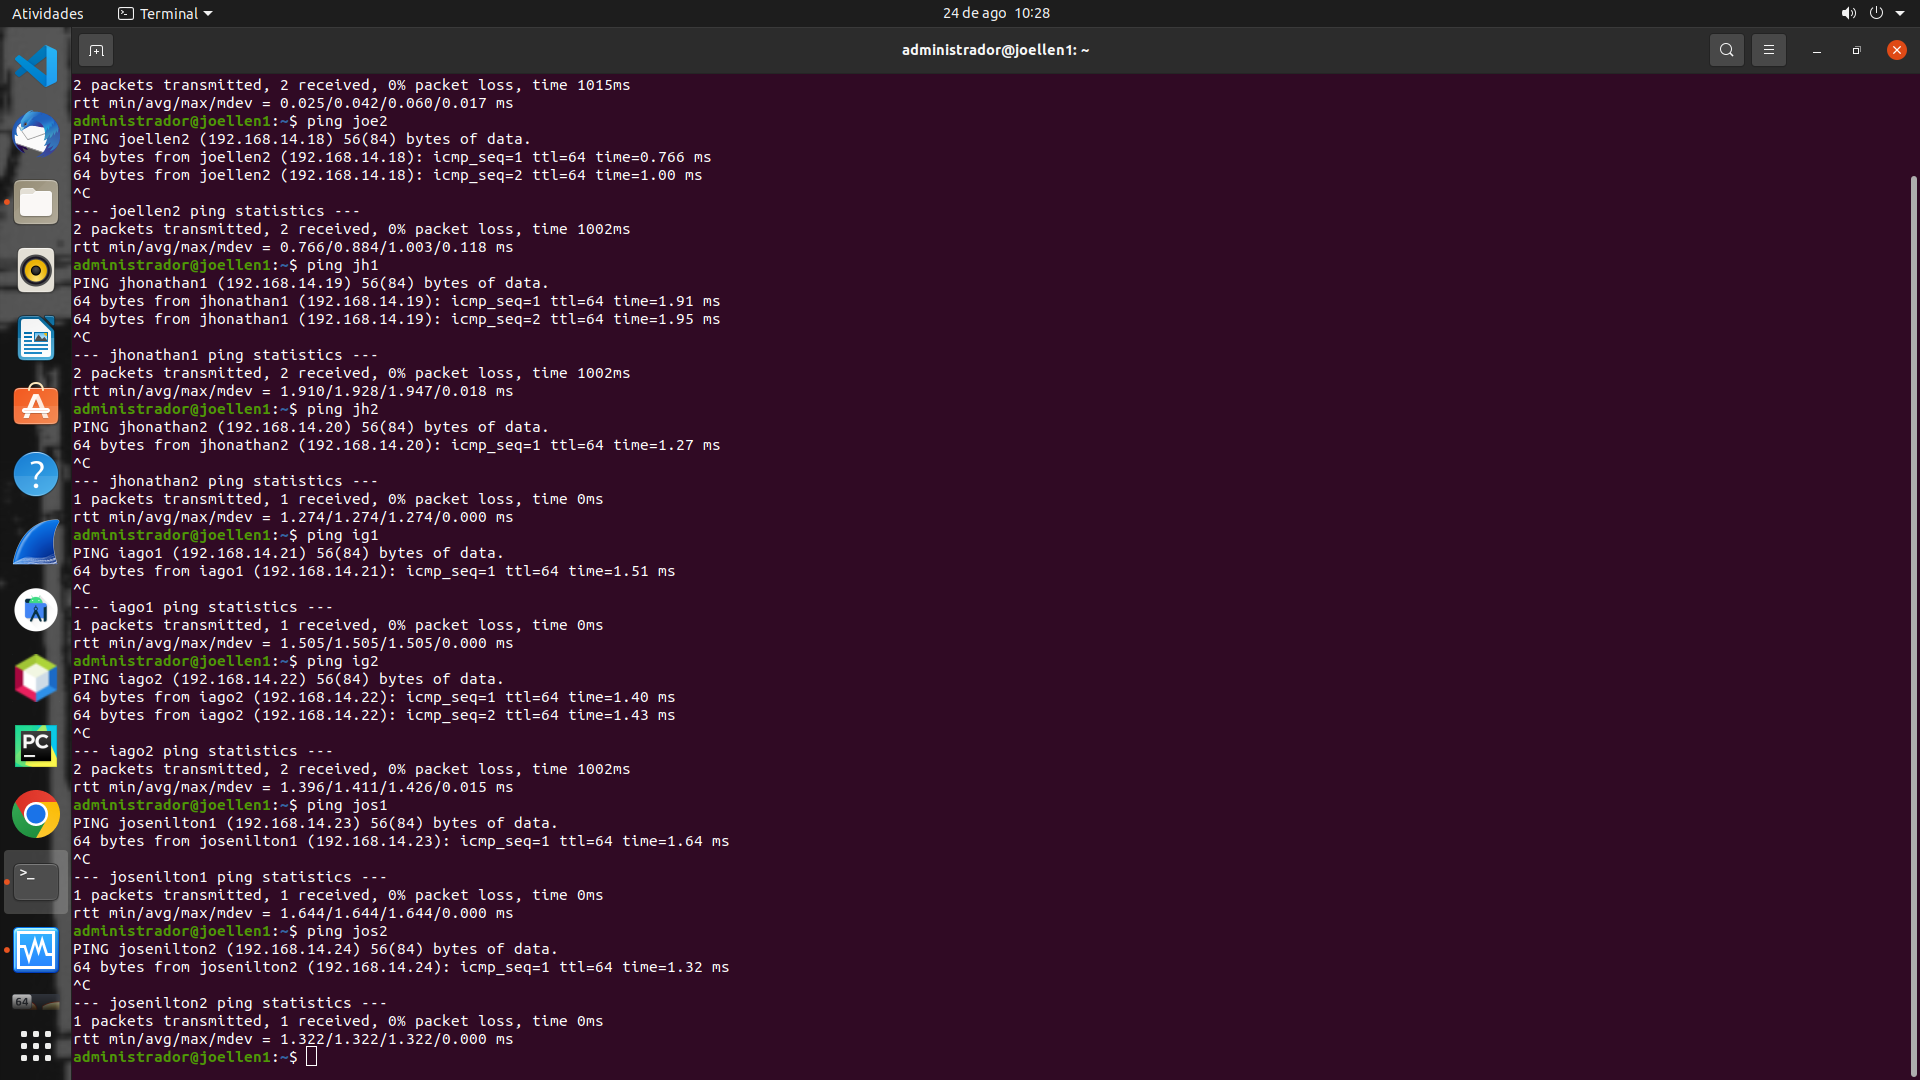 Atividades
Terminal
24 de ago 10:28
administrador@joellen1: ~
2 packets transmitted, 2 received, 0% packet loss, time 1015ms
rtt min/avg/max/mdev = 0.025/0.042/0.060/0.017 ms
administrador@joellen1:~$ ping joe2
PING joellen2 (192.168.14.18) 56(84) bytes of data.
64 bytes from joellen2 (192.168.14.18): icmp_seq=1 ttl=64 time=0.766 ms
64 bytes from joellen2 (192.168.14.18): icmp_seq=2 ttl=64 time=1.00 ms
^C
--- joellen2 ping statistics ---
2 packets transmitted, 2 received, 0% packet loss, time 1002ms
rtt min/avg/max/mdev = 0.766/0.884/1.003/0.118 ms
administrador@joellen1:~$ ping jh1
PING jhonathan1 (192.168.14.19) 56(84) bytes of data.
64 bytes from jhonathan1 (192.168.14.19): icmp_seq=1 ttl=64 time=1.91 ms
64 bytes from jhonathan1 (192.168.14.19): icmp_seq=2 ttl=64 time=1.95 ms
^C
--- jhonathan1 ping statistics ---
2 packets transmitted, 2 received, 0% packet loss, time 1002ms
rtt min/avg/max/mdev = 1.910/1.928/1.947/0.018 ms
administrador@joellen1:~$ ping jh2
PING jhonathan2 (192.168.14.20) 56(84) bytes of data.
64 bytes from jhonathan2 (192.168.14.20): icmp_seq=1 ttl=64 time=1.27 ms
^C
--- jhonathan2 ping statistics ---
1 packets transmitted, 1 received, 0% packet loss, time 0ms
rtt min/avg/max/mdev = 1.274/1.274/1.274/0.000 ms
administrador@joellen1:~$ ping ig1
PING iago1 (192.168.14.21) 56(84) bytes of data.
64 bytes from iago1 (192.168.14.21): icmp_seq=1 ttl=64 time=1.51 ms
^C
--- iago1 ping statistics ---
1 packets transmitted, 1 received, 0% packet loss, time 0ms
rtt min/avg/max/mdev = 1.505/1.505/1.505/0.000 ms
administrador@joellen1:~$ ping ig2
PING iago2 (192.168.14.22) 56(84) bytes of data.
64 bytes from iago2 (192.168.14.22): icmp_seq=1 ttl=64 time=1.40 ms
64 bytes from iago2 (192.168.14.22): icmp_seq=2 ttl=64 time=1.43 ms
^C
--- iago2 ping statistics ---
2 packets transmitted, 2 received, 0% packet loss, time 1002ms
rtt min/avg/max/mdev = 1.396/1.411/1.426/0.015 ms
administrador@joellen1:~$ ping jos1
PING josenilton1 (192.168.14.23) 56(84) bytes of data.
64 bytes from josenilton1 (192.168.14.23): icmp_seq=1 ttl=64 time=1.64 ms
^C
--- josenilton1 ping statistics ---
1 packets transmitted, 1 received, 0% packet loss, time 0ms
rtt min/avg/max/mdev = 1.644/1.644/1.644/0.000 ms
administrador@joellen1:~$ ping jos2
PING josenilton2 (192.168.14.24) 56(84) bytes of data.
64 bytes from josenilton2 (192.168.14.24): icmp_seq=1 ttl=64 time=1.32 ms
^C
--- josenilton2 ping statistics ---
1 packets transmitted, 1 received, 0% packet loss, time 0ms
rtt min/avg/max/mdev = 1.322/1.322/1.322/0.000 ms
administrador@joellen1:~$
PC
64